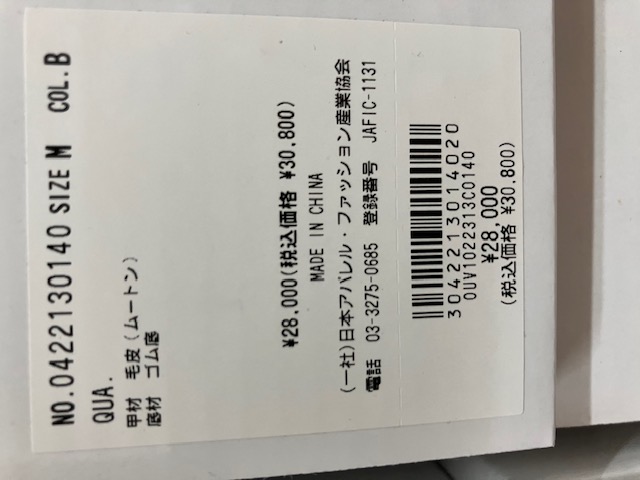 NO.0422130140 SIZE M COL.B
QUA.
甲材 毛皮(ムートン)
底材 ゴム底
¥28.000(税込価格 ¥30.800)
MADE IN CHINA
(一社)日本アパレル・ファッション産業協会
電話 03-3275-0685 登録番号 JAFIC-1131
3042213014020
0UV1022313C0140
¥28,000
(税込価格 ¥30.800)